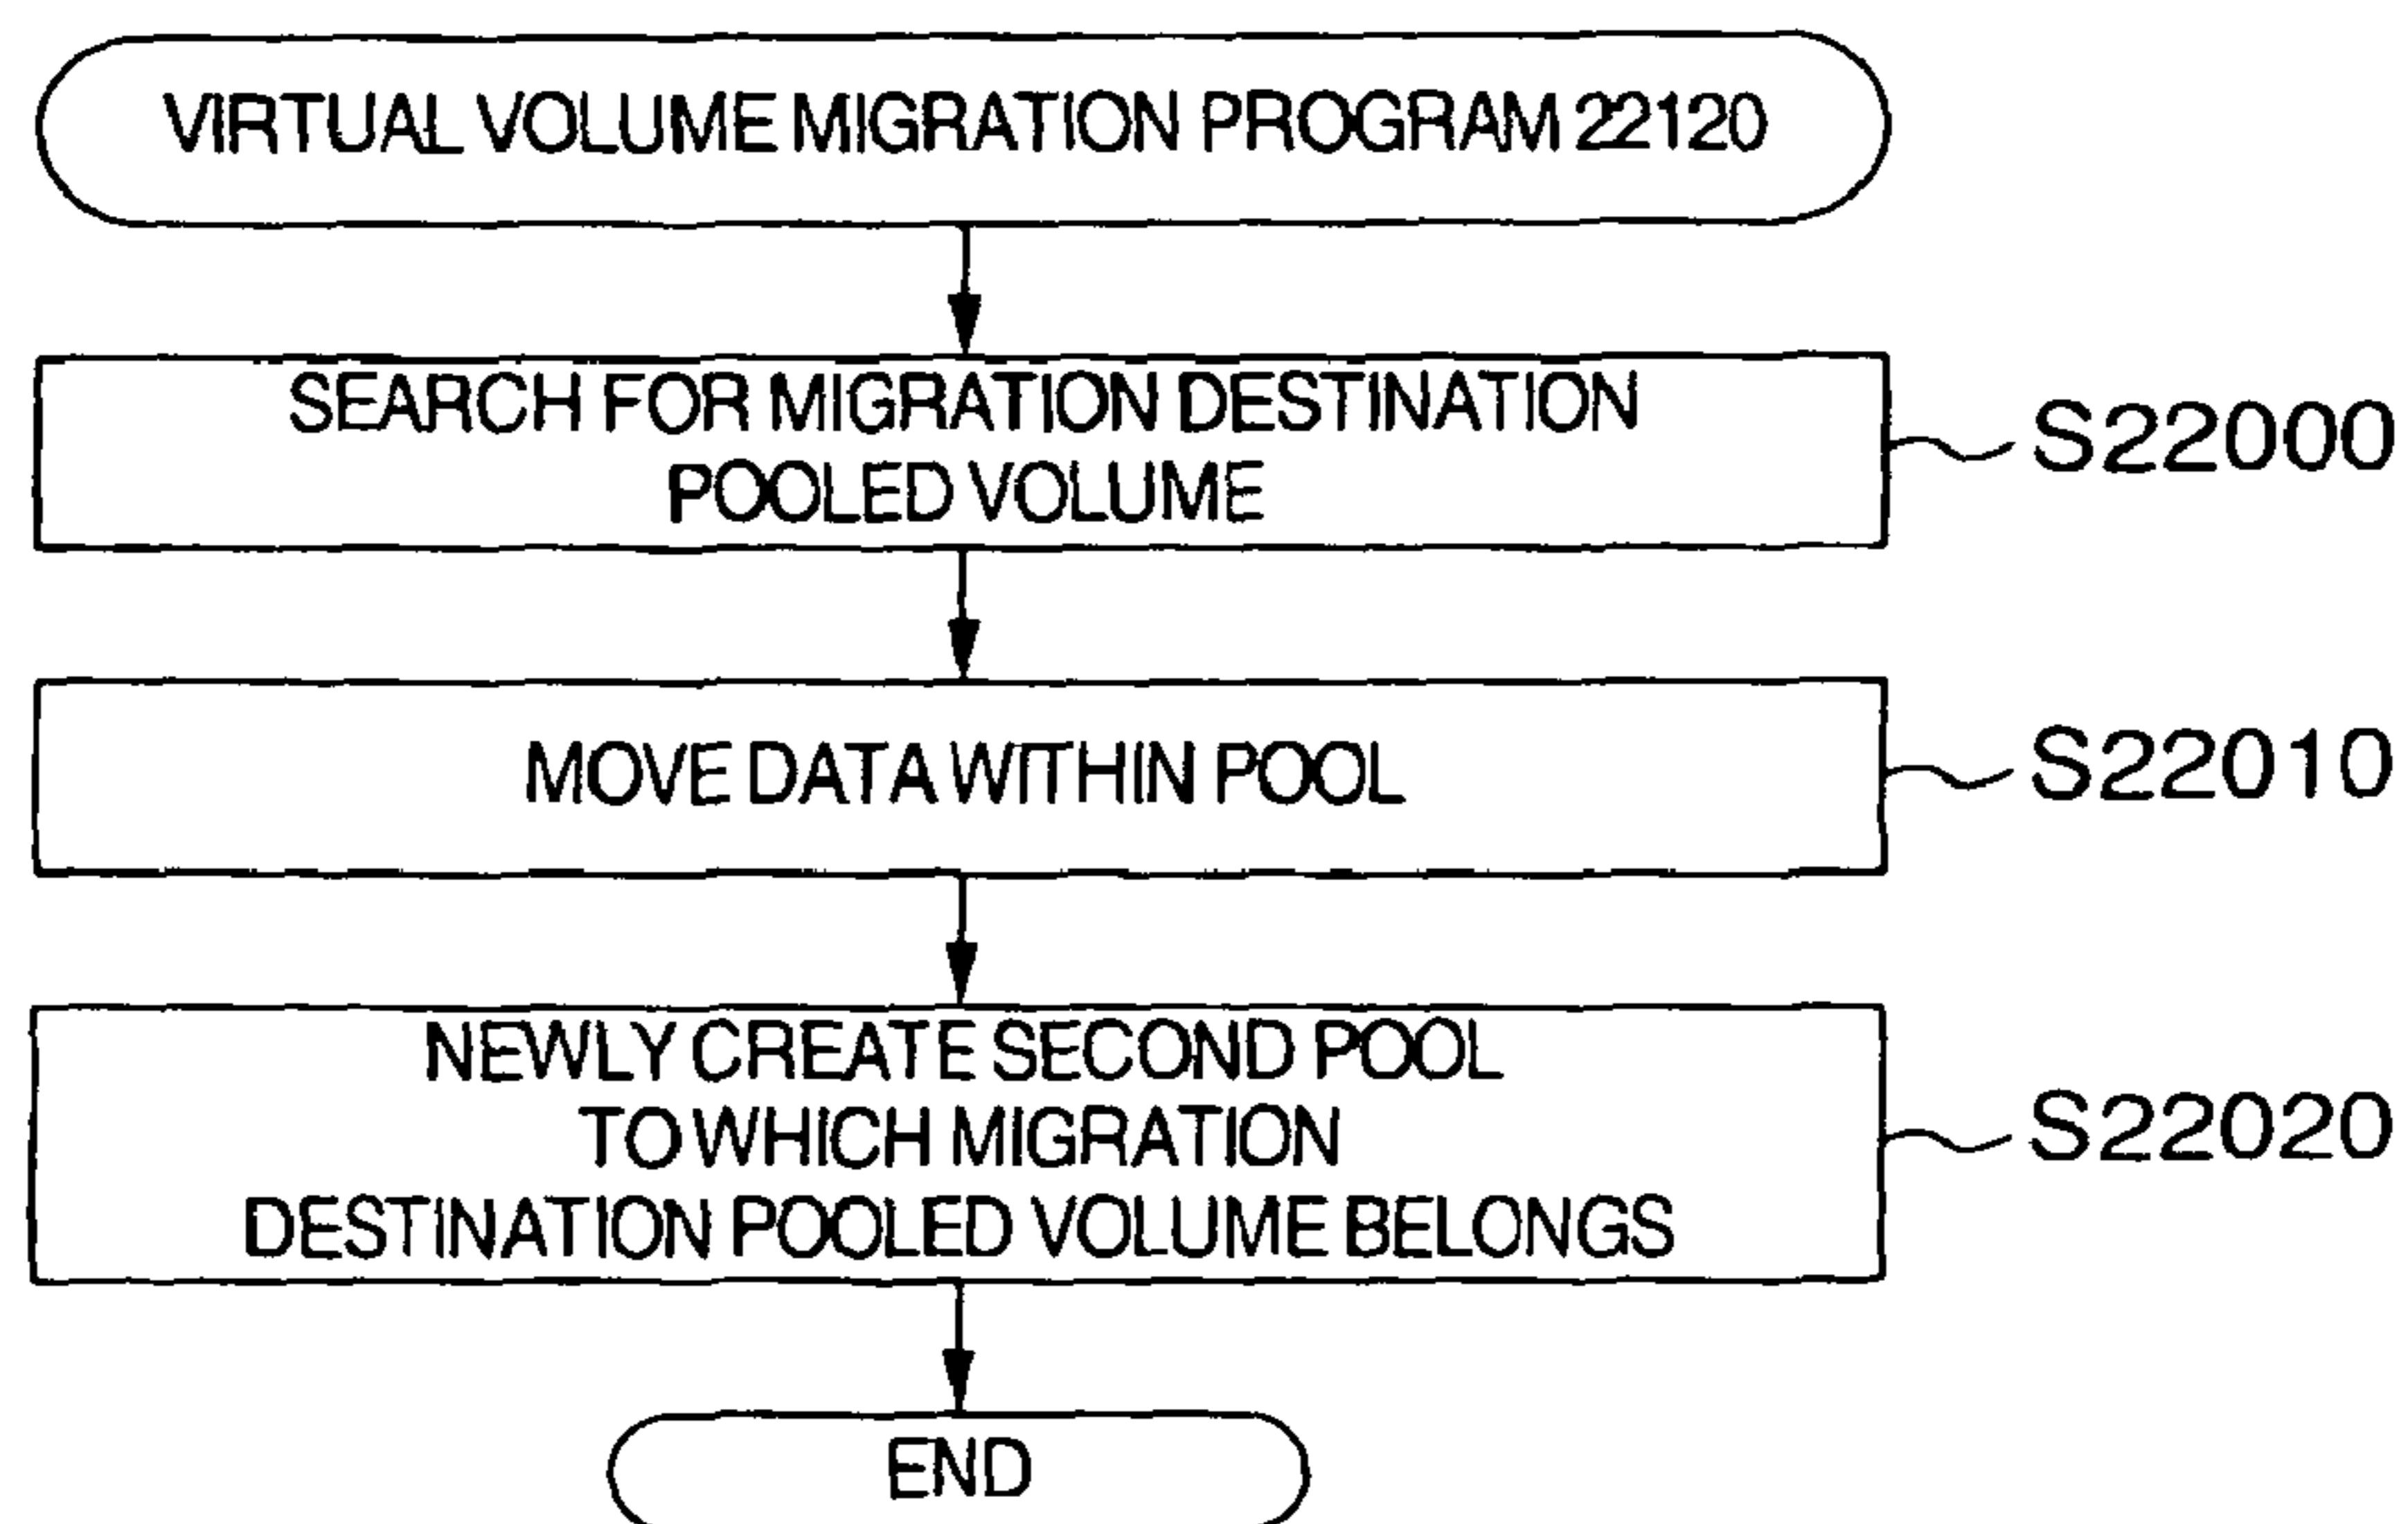 VIRTUAL VOLUME MIGRATION PROGRAM 22120
SEARCH FOR MIGRATION DESTINATION
POOLED VOLUME
S22000
MOVE DATA WITHIN POOL
S22010
NEWLY CREATE SECOND POOL
TO WHICH MIGRATION
DESTINATION POOLED VOLUME BELONGS
S22020
END